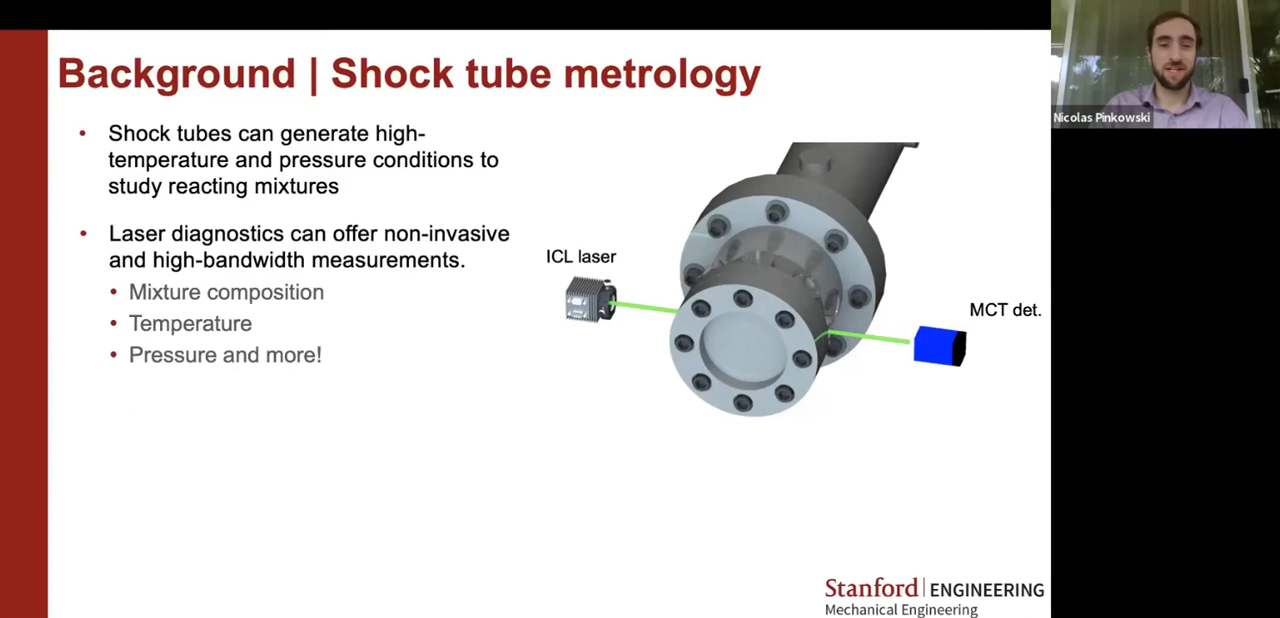 Background | Shock tube metrology
• Shock tubes can generate high-
temperature and pressure conditions to
study reacting mixtures
• Laser diagnostics can offer non-invasive
and high-bandwidth measurements.
• Mixture composition
• Temperature
• Pressure and more!
ICL laser
MCT det.
Nicolas Pinkowski
Stanford | ENGINEERING
Mechanical Engineering